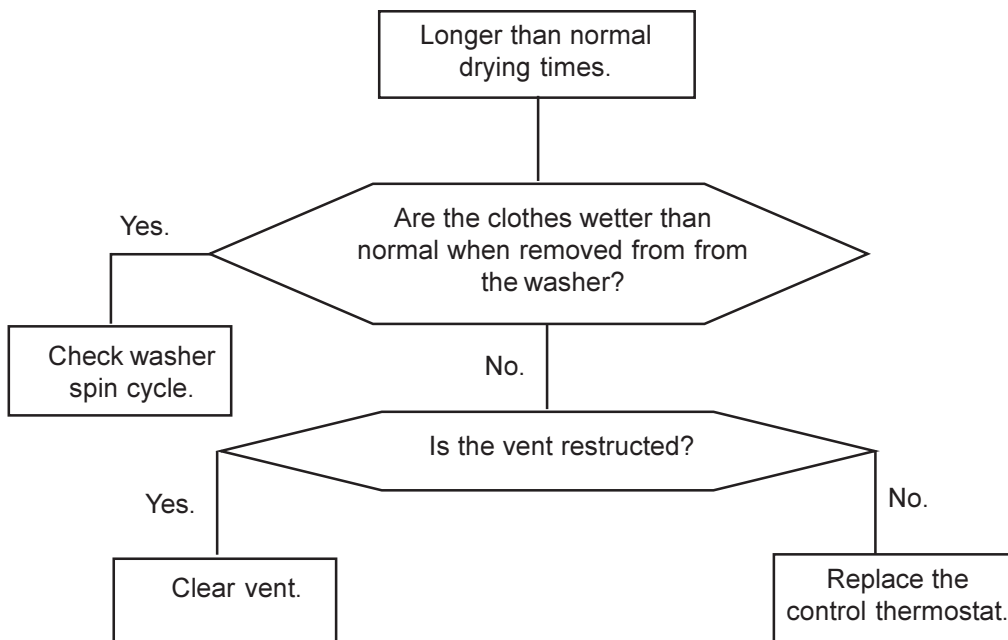 Longer than normal
drying times.
Are the clothes wetter than
normal when removed from from
the washer?
Yes.
Check washer
spin cycle.
No.
Is the vent restructed?
Yes.
No.
Clear vent.
Replace the
control thermostat.